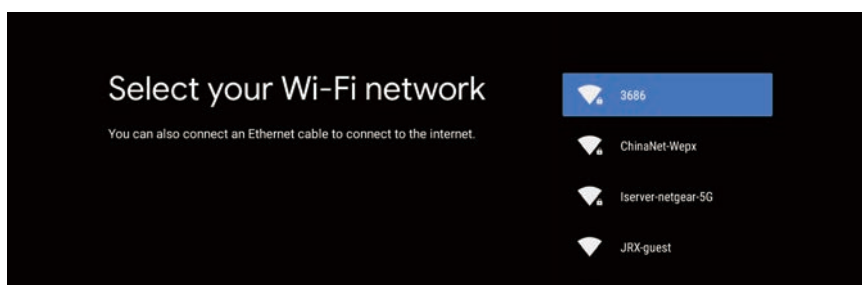 Select your Wi-Fi network
You can also connect an Ethernet cable to connect to the internet.
3686
ChinaNet-Wepx
Iserver-netgear-5G
JRX-guest